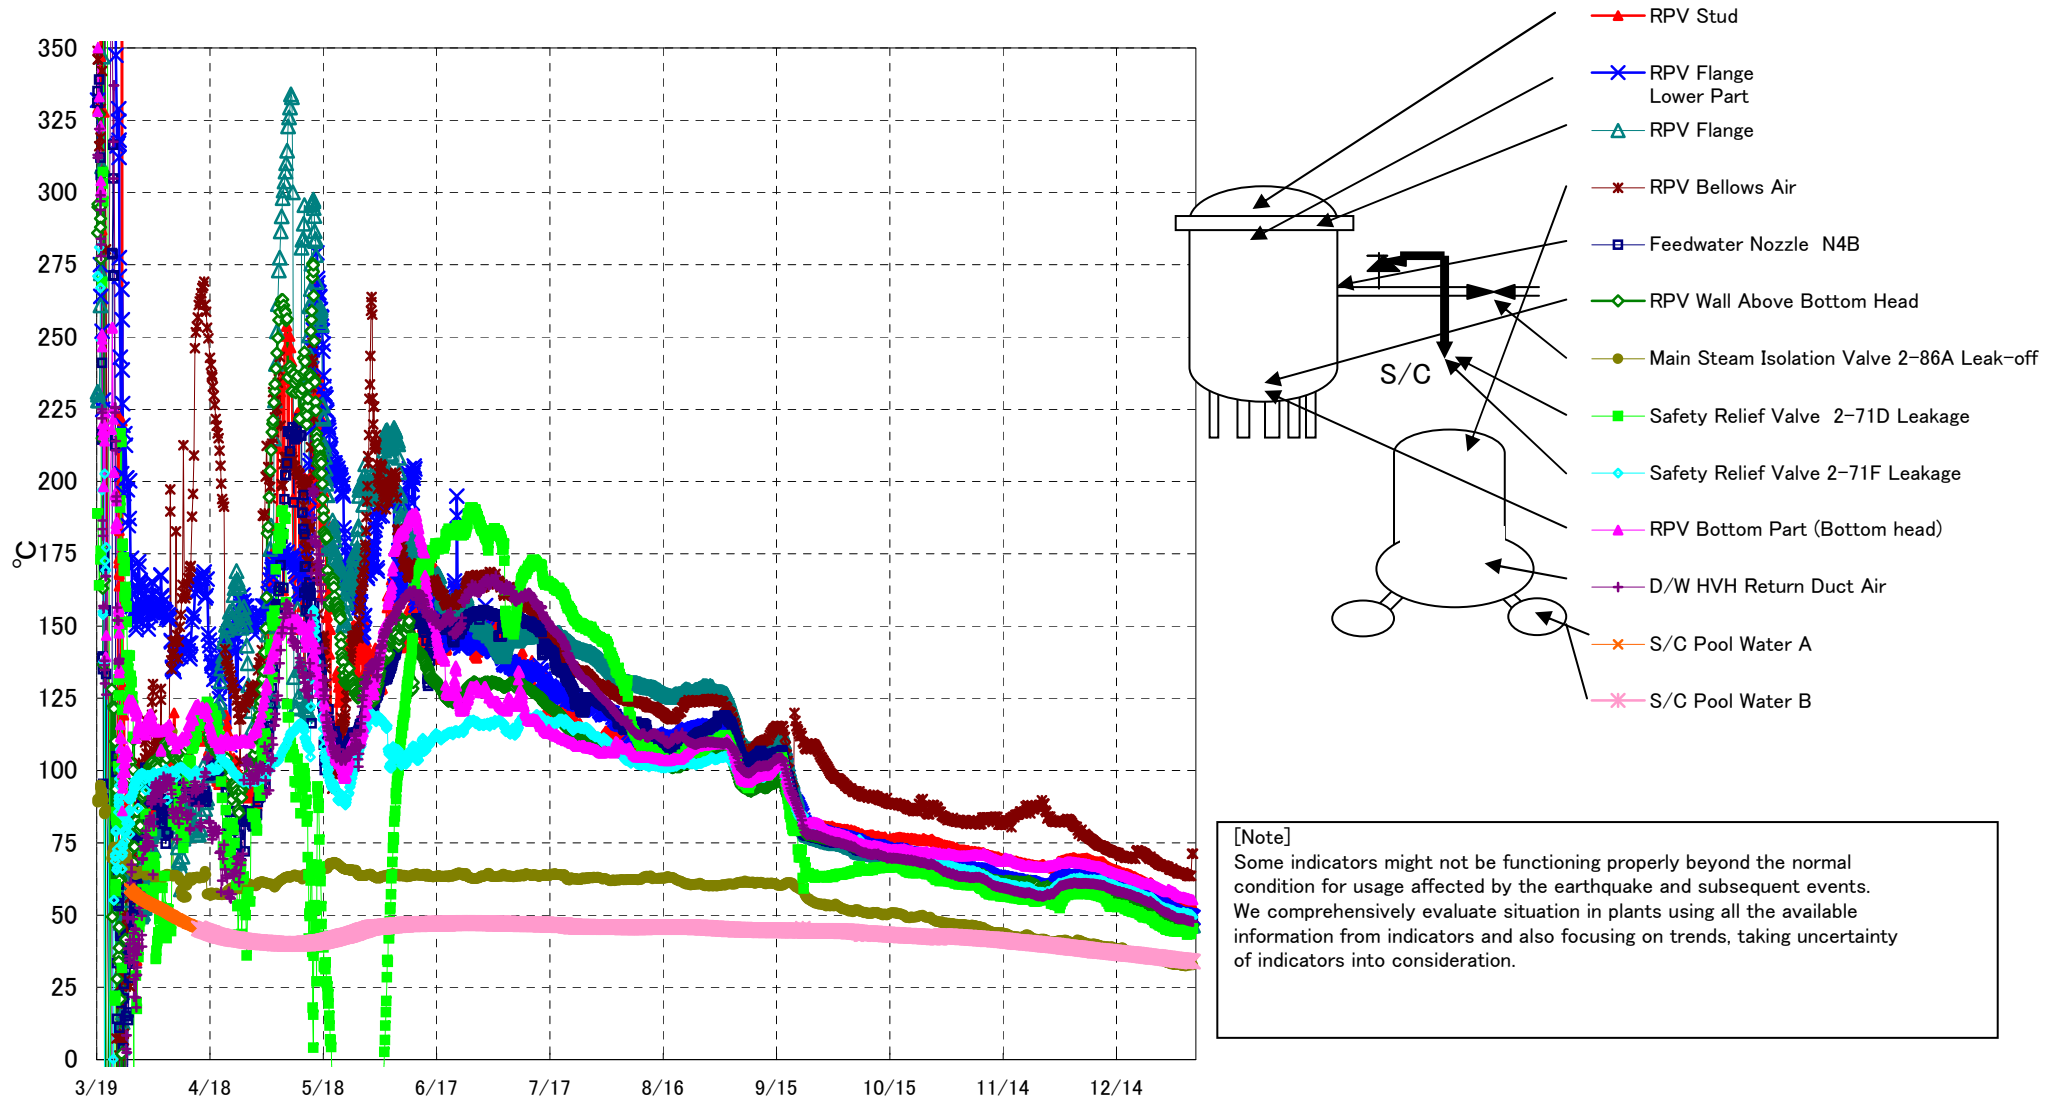 350
325
300
275
250
225
200
175
150
125
100
75
50
25
0
℃
3/19
4/18
5/18
6/17
7/17
8/16
9/15
10/15
11/14
12/14
S/C
RPV Stud
RPV Flange
Lower Part
RPV Flange
RPV Bellows Air
Feedwater Nozzle N4B
RPV Wall Above Bottom Head
Main Steam Isolation Valve 2-86A Leak-off
Safety Relief Valve 2-71D Leakage
Safety Relief Valve 2-71F Leakage
RPV Bottom Part (Bottom head)
D/W HVH Return Duct Air
S/C Pool Water A
S/C Pool Water B
[Note]
Some indicators might not be functioning properly beyond the normal
condition for usage affected by the earthquake and subsequent events.
We comprehensively evaluate situation in plants using all the available
information from indicators and also focusing on trends, taking uncertainty
of indicators into consideration.